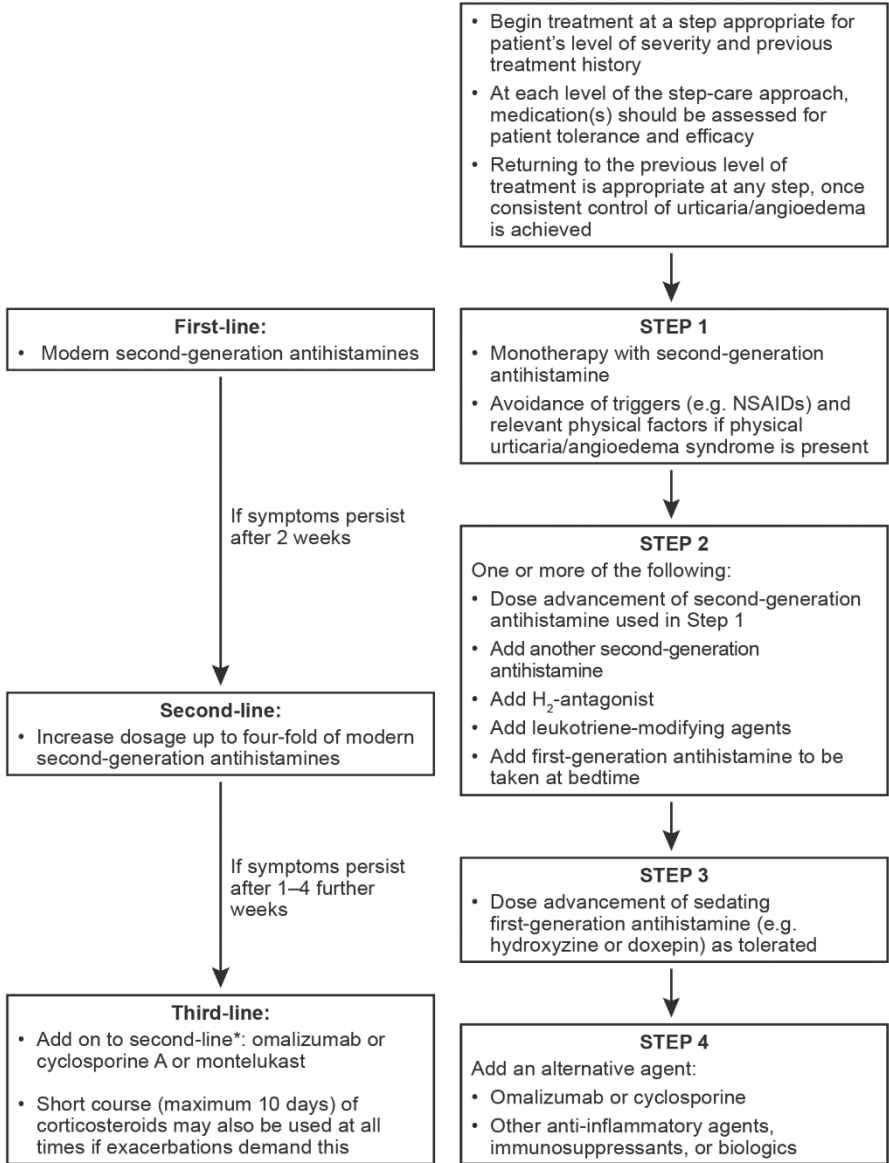 • Begin treatment at a step appropriate for
patient’s level of severity and previous
treatment history
• At each level of the step-care approach,
medication(s) should be assessed for
patient tolerance and efficacy
• Returning to the previous level of
treatment is appropriate at any step, once
consistent control of urticaria/angioedema
is achieved
First-line:
• Modern second-generation antihistamines
If symptoms persist
after 2 weeks
Second-line:
• Increase dosage up to four-fold of modern
second-generation antihistamines
If symptoms persist
after 1–4 further
weeks
Third-line:
• Add on to second-line*: omalizumab or
cyclosporine A or montelukast
• Short course (maximum 10 days) of
corticosteroids may also be used at all
times if exacerbations demand this
STEP 1
• Monotherapy with second-generation
antihistamine
• Avoidance of triggers (e.g. NSAIDs) and
relevant physical factors if physical
urticaria/angioedema syndrome is present
STEP 2
One or more of the following:
• Dose advancement of second-generation
antihistamine used in Step 1
• Add another second-generation
antihistamine
• Add H₂-antagonist
• Add leukotriene-modifying agents
• Add first-generation antihistamine to be
taken at bedtime
STEP 3
• Dose advancement of sedating
first-generation antihistamine (e.g.
hydroxyzine or doxepin) as tolerated
STEP 4
Add an alternative agent:
• Omalizumab or cyclosporine
• Other anti-inflammatory agents,
immunosuppressants, or biologics